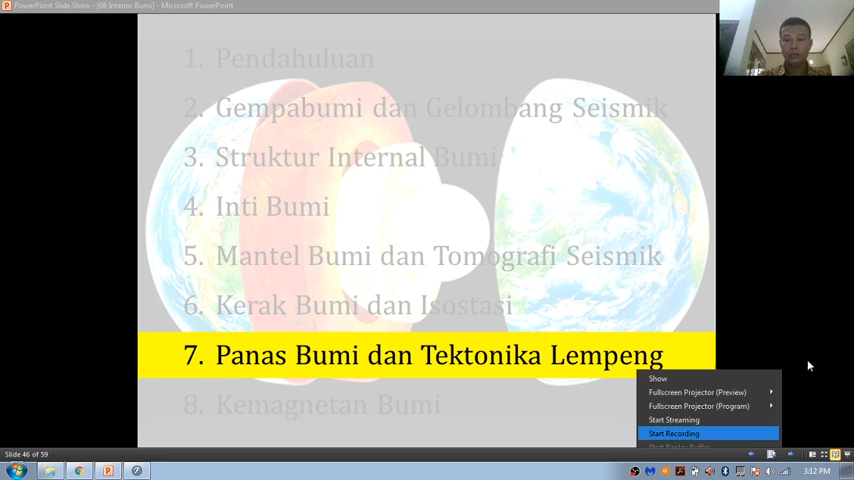 PowerPoint Slide Show - [08 Interior Bumi] - Microsoft PowerPoint
1. Pendahuluan
2. Gempabumi dan Gelombang Seismik
3. Struktur Internal Bumi
4. Inti Bumi
5. Mantel Bumi dan Tomografi Seismik
6. Kerak Bumi dan Isostasi
7. Panas Bumi dan Tektonika Lempeng
8. Kemagnetan Bumi
Show
Fullscreen Projector (Preview)
Fullscreen Projector (Program)
Start Streaming
Start Recording
Start Replay Buffer
Slide 46 of 59
3:12 PM